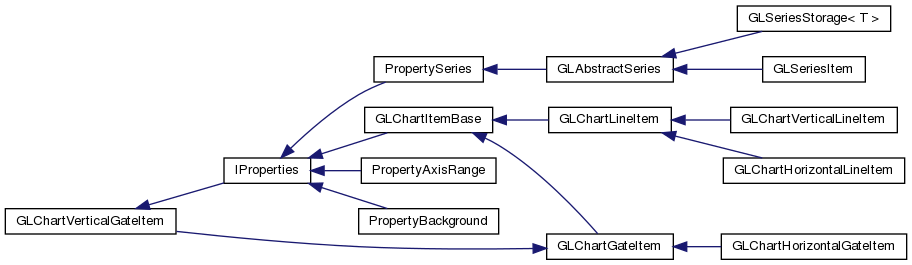 GLSeriesStorage< T >
PropertySeries
GLAbstractSeries
GLSeriesItem
GLChartItemBase
GLChartLineItem
GLChartVerticalLineItem
IProperties
PropertyAxisRange
GLChartHorizontalLineItem
GLChartVerticalGateItem
PropertyBackground
GLChartGateItem
GLChartHorizontalGateItem